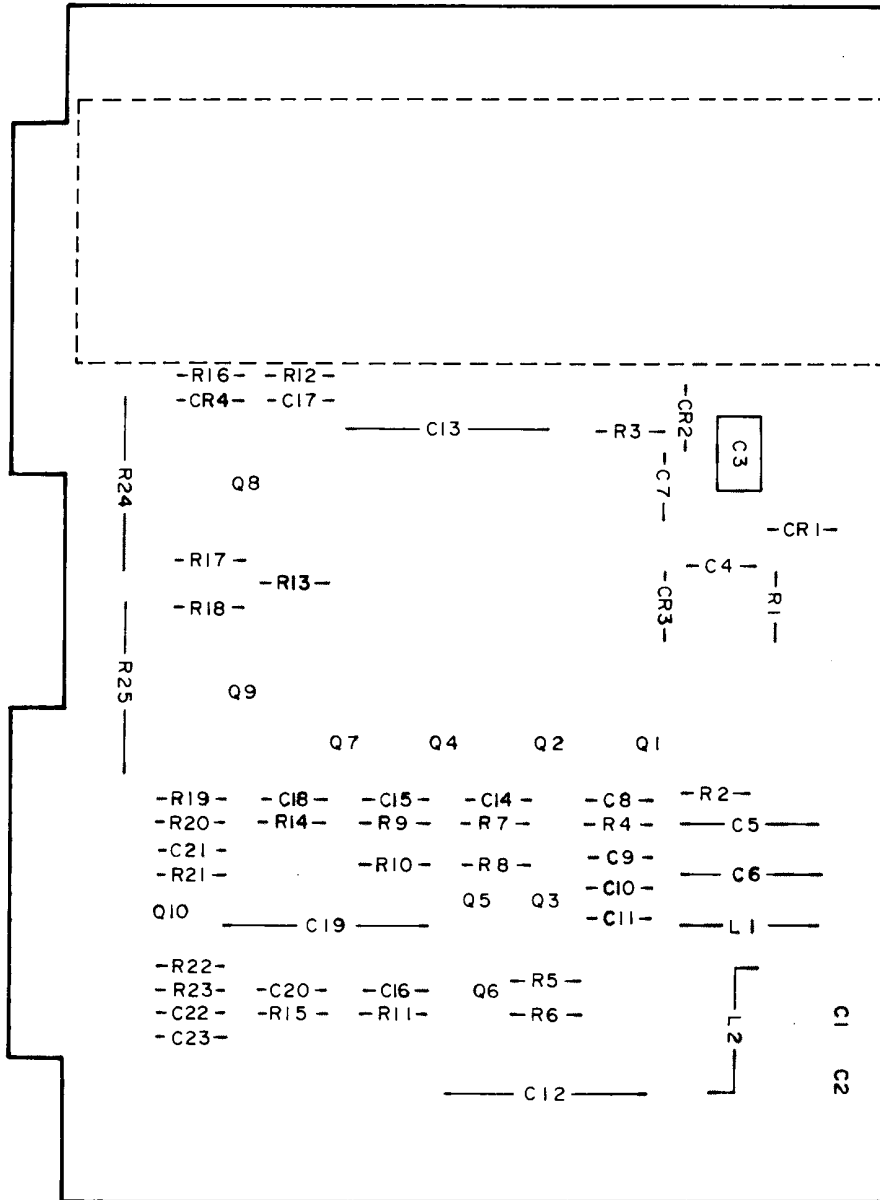 -R16- -R12-
-CR4- -C17-
CR2
C13
-R3-
C3
R24
Q8
C7
-CR1-
-R17-
-C4-
-R13-
CR3
R1
-R18-
R25
Q9
Q7 Q4 Q2 Q1
-R2-
-R19- -C18- -C15- -C14- -C8-
-R20- -R14- -R9- -R7- -R4- C5
-C21-
-C9-
-R10- -R8-
-R21- C6
-C10-
Q5 Q3
Q10
-C11-
C19 L1
-R22-
-R5-
-R23- -C20- -C16- Q6
-C22- -R15- -R11- -R6-
L2
C1
-C23-
C2
C12